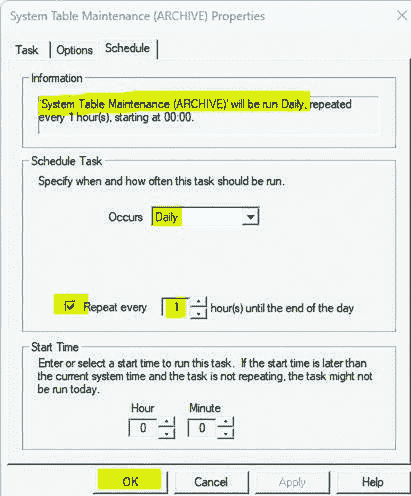 System Table Maintenance (ARCHIVE) Properties
Task Options Schedule
Information
'System Table Maintenance (ARCHIVE)' will be run Daily, repeated
every 1 hour(s), starting at 00:00.
Schedule Task
Specify when and how often this task should be run.
Occurs Daily
Repeat every 1 hour(s) until the end of the day
Start Time
Enter or select a start time to run this task. If the start time is later than
the current system time and the task is not repeating, the task might not
be run today.
Hour Minute
0 0
OK Cancel Apply Help